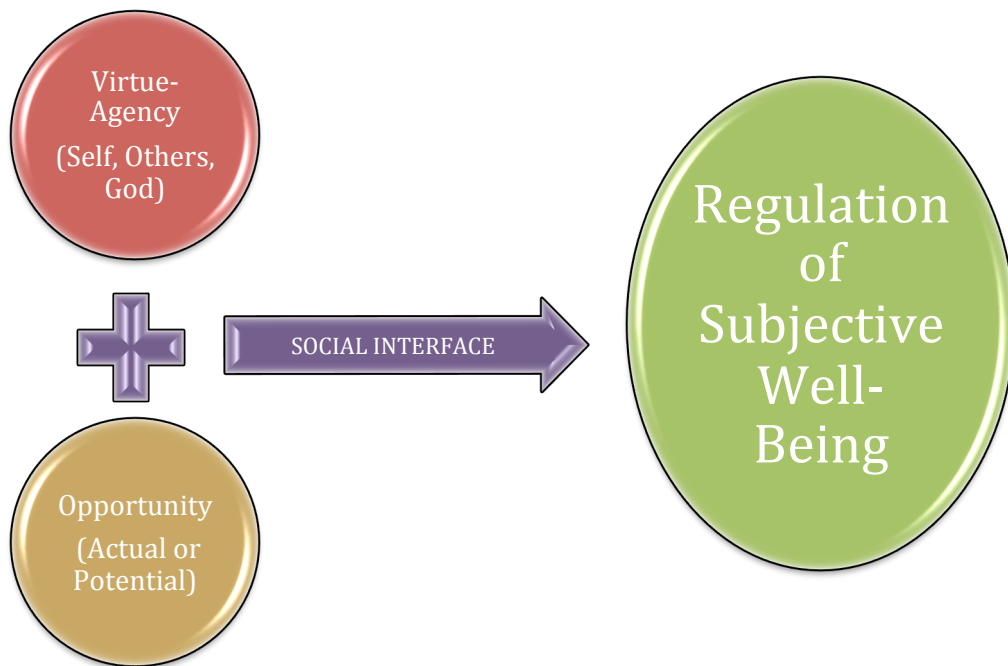 Virtue-
Agency
(Self, Others,
God)
Opportunity
(Actual or
Potential)
SOCIAL INTERFACE
Regulation
of
Subjective
Well-
Being